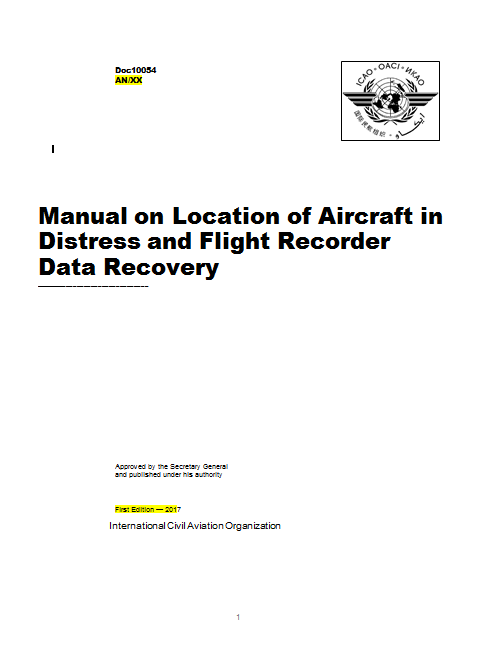 Doc10054
AN/XX
ICAO · OACI · ИКАО
国际民航组织 · إيكاو
Manual on Location of Aircraft in
Distress and Flight Recorder
Data Recovery
Approved by the Secretary General
and published under his authority
First Edition — 2017
International Civil Aviation Organization
1